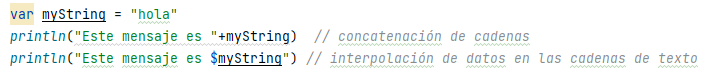 var myString = "hola"
println("Este mensaje es "+myString)  // concatenación de cadenas
println("Este mensaje es $myString") // interpolación de datos en las cadenas de texto